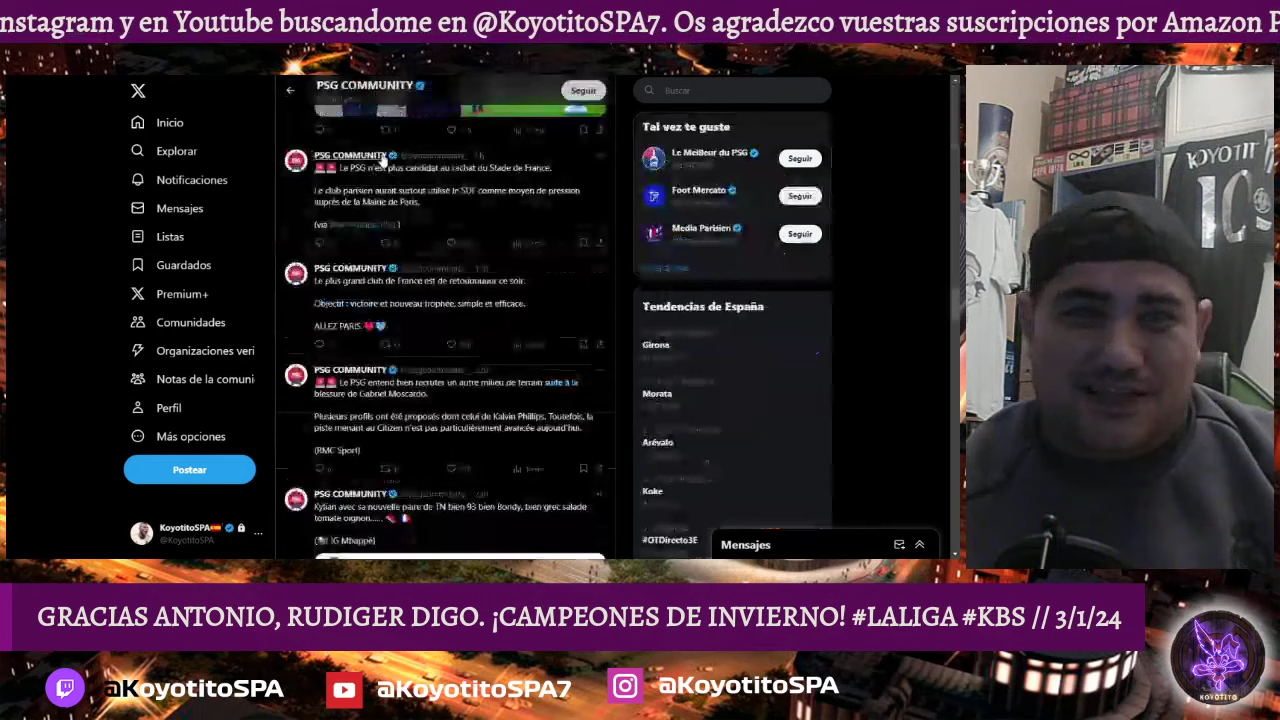 nstagram y en Youtube buscandome en @KoyotitoSPA7. Os agradezco vuestras suscripciones por Amazon P
PSG COMMUNITY
Seguir
Inicio
Explorar
Notificaciones
Mensajes
Listas
Guardados
Premium+
Comunidades
Organizaciones veri
Notas de la comuni
Perfil
Más opciones
Postear
KoyotitoSPA
@KoyotitoSPA
PSG COMMUNITY
Le PSG n'est plus candidat au rachat du Stade de France.
Le club parisien aurait surtout utilisé le SDF comme moyen de pression
auprès de la Mairie de Paris.
(via
PSG COMMUNITY
Le plus grand club de France est de retouuuuur ce soir.
Objectif : victoire et nouveau trophée, simple et efficace.
ALLEZ PARIS
PSG COMMUNITY
Le PSG entend bien recruter un autre milieu de terrain suite à la
blessure de Gabriel Moscardo.
Plusieurs profils ont été proposés dont celui de Kalvin Phillips. Toutefois, la
piste menant au Citizen n'est pas particulièrement avancée aujourd'hui.
(RMC Sport)
PSG COMMUNITY
Kylian avec sa nouvelle paire de TN bien 93 bien Bondy, bien grec salade
tomate oignon......
IG Mbappé)
Buscar
Tal vez te guste
Le Meilleur du PSG
Seguir
Foot Mercato
Seguir
Media Parisien
Seguir
Tendencias de España
Girona
Morata
Arévalo
Koke
#OTDirecto3E
Mensajes
KOYOTIT
GRACIAS ANTONIO, RUDIGER DIGO. ¡CAMPEONES DE INVIERNO! #LALIGA #KBS // 3/1/24
@KoyotitoSPA
@KoyotitoSPA7
@KoyotitoSPA
KOYOTITO